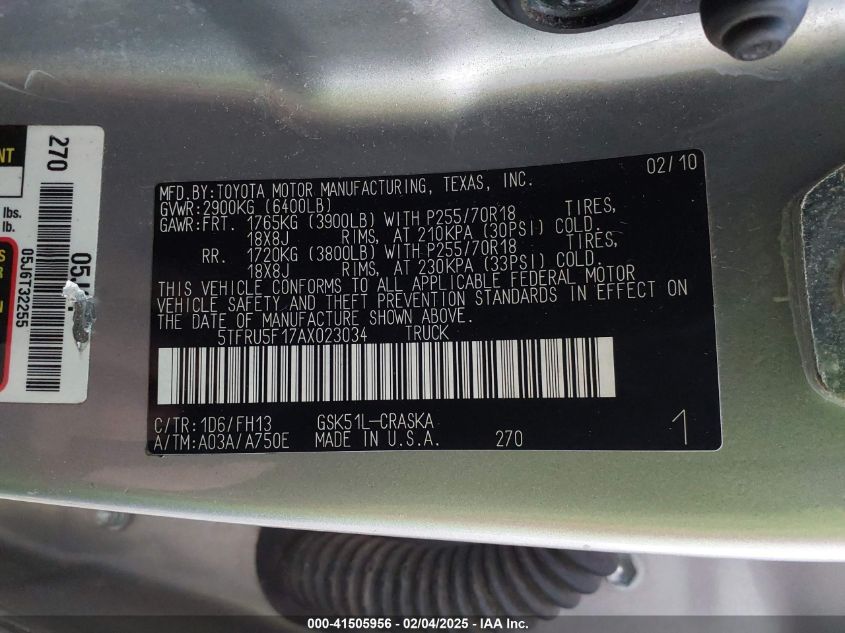 NT
270
lbs.
lb.
05J6T32255
05J
S
R
N
02/10
MFD.BY:TOYOTA MOTOR MANUFACTURING, TEXAS, INC.
GVWR:2900KG (6400LB)
GAWR:FRT. 1765KG (3900LB) WITH P255/70R18 TIRES,
18X8J RIMS, AT 210KPA (30PSI) COLD.
RR. 1720KG (3800LB) WITH P255/70R18 TIRES,
18X8J RIMS, AT 230KPA (33PSI) COLD.
THIS VEHICLE CONFORMS TO ALL APPLICABLE FEDERAL MOTOR
VEHICLE SAFETY AND THEFT PREVENTION STANDARDS IN EFFECT ON
THE DATE OF MANUFACTURE SHOWN ABOVE.
5TFRU5F17AX023034 TRUCK
C/TR:1D6/FH13 GSK51L-CRASKA
A/TM:A03A/A750E MADE IN U.S.A. 270 1
000-41505956 - 02/04/2025 - IAA Inc.